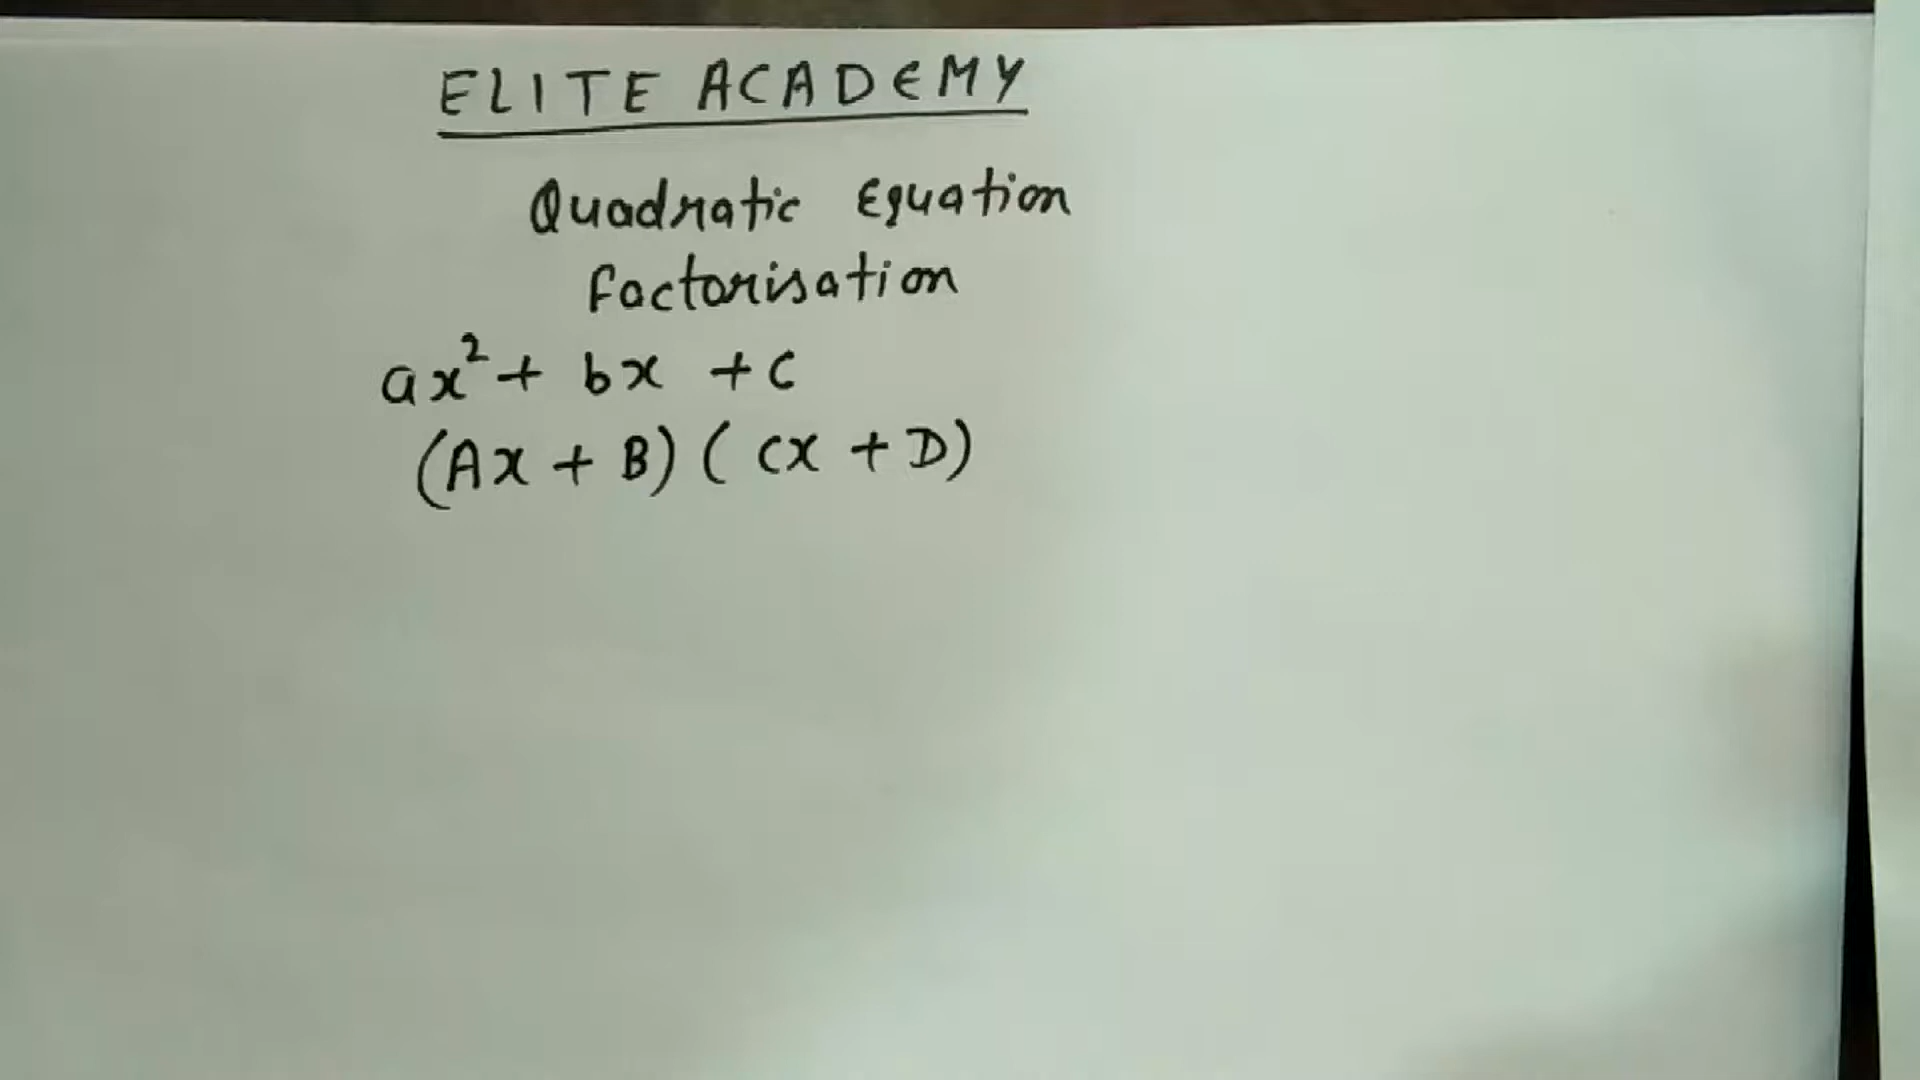 ELITE ACADEMY
Quadratic Equation
factorisation
ax² + bx + c
(Ax + B) ( cx + D)